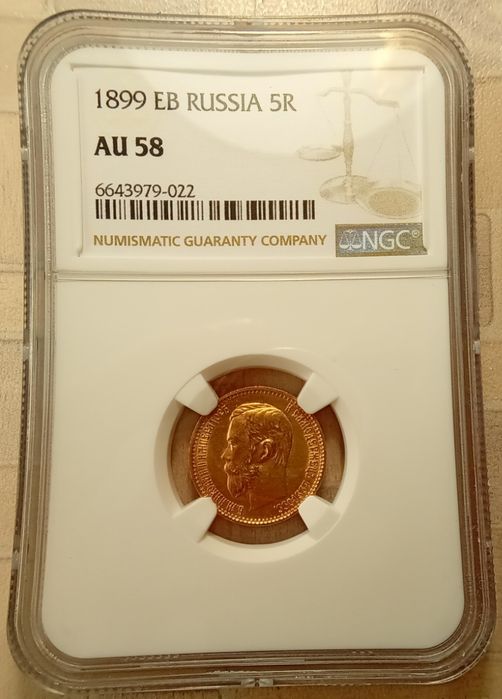 1899 EB RUSSIA 5R
AU 58
6643979-022
NUMISMATIC GUARANTY COMPANY
NGC®